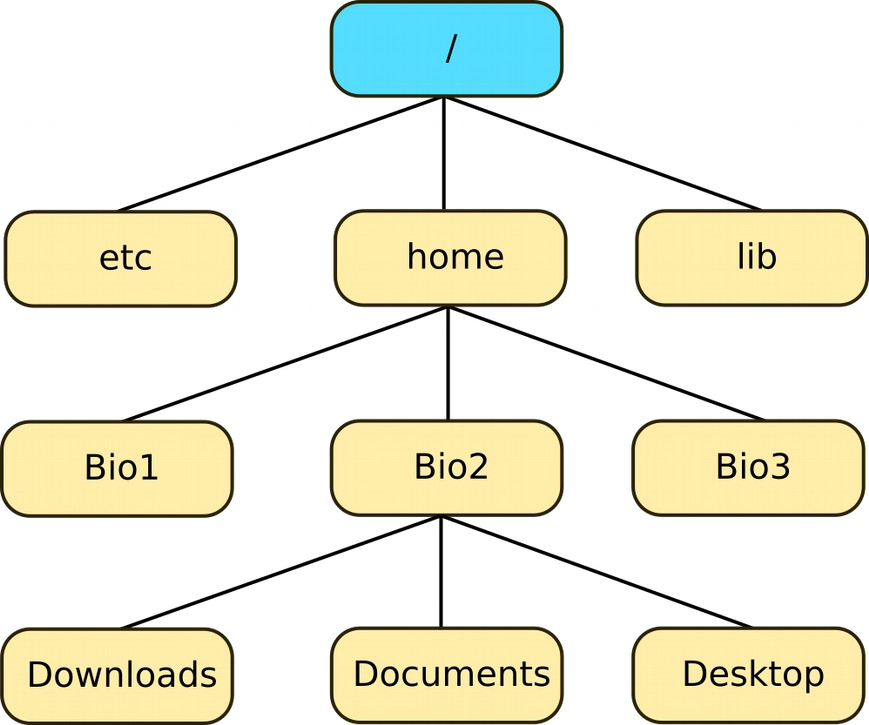 /
etc
home
lib
Bio1
Bio2
Bio3
Downloads
Documents
Desktop